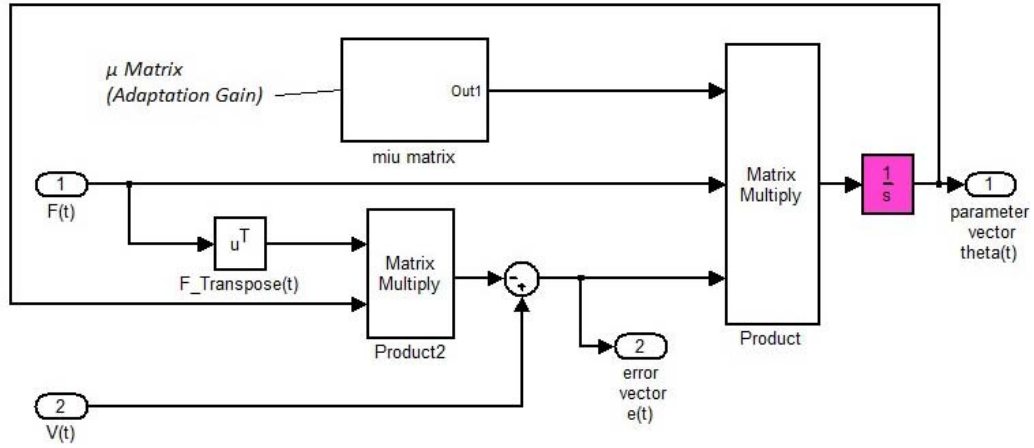 μ Matrix
(Adaptation Gain)
Out1
miu matrix
1
F(t)
uT
F_Transpose(t)
Matrix
Multiply
Product2
-
+
2
V(t)
2
error
vector
e(t)
Matrix
Multiply
Product
1
s
1
parameter
vector
theta(t)